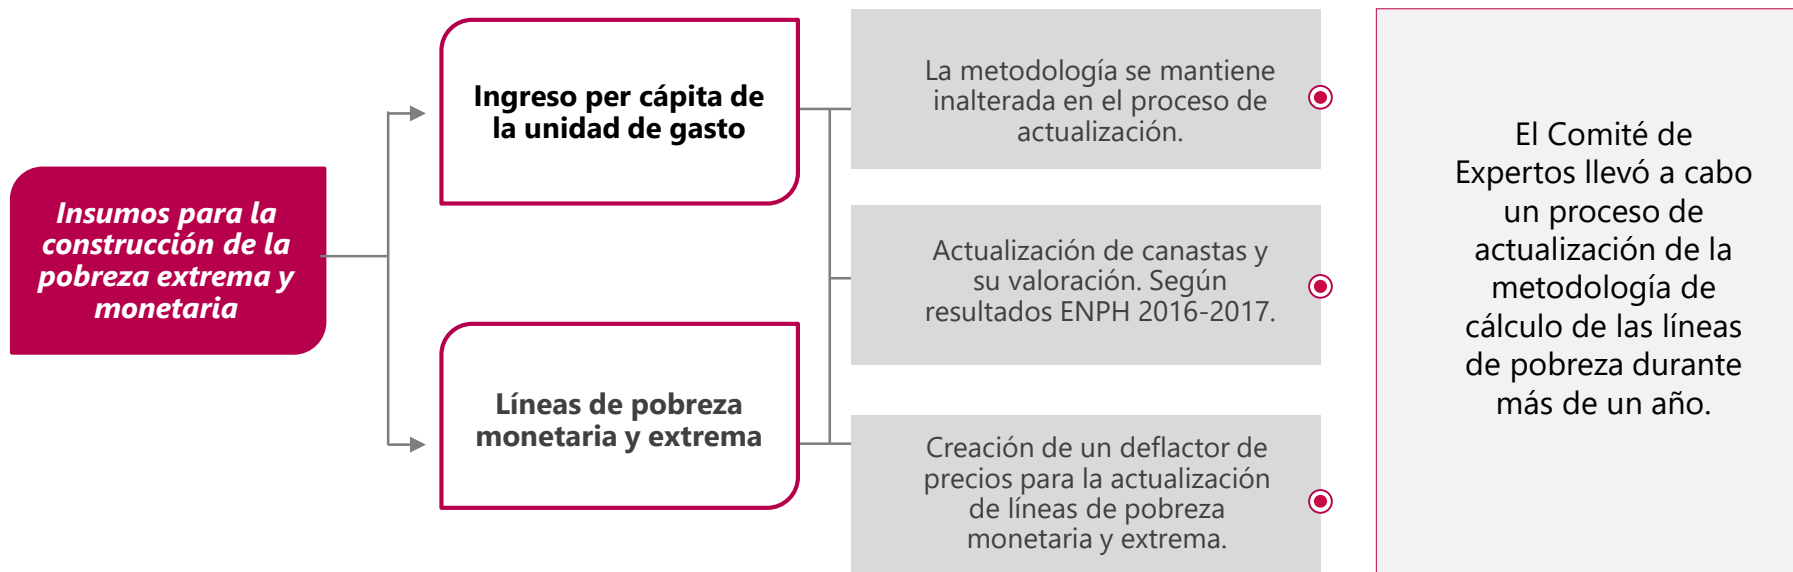 Insumos para la
construcción de la
pobreza extrema y
monetaria
Ingreso per cápita de
la unidad de gasto
Líneas de pobreza
monetaria y extrema
La metodología se mantiene
inalterada en el proceso de
actualización.
Actualización de canastas y
su valoración. Según
resultados ENPH 2016-2017.
Creación de un deflactor de
precios para la actualización
de líneas de pobreza
monetaria y extrema.
El Comité de
Expertos llevó a cabo
un proceso de
actualización de la
metodología de
cálculo de las líneas
de pobreza durante
más de un año.